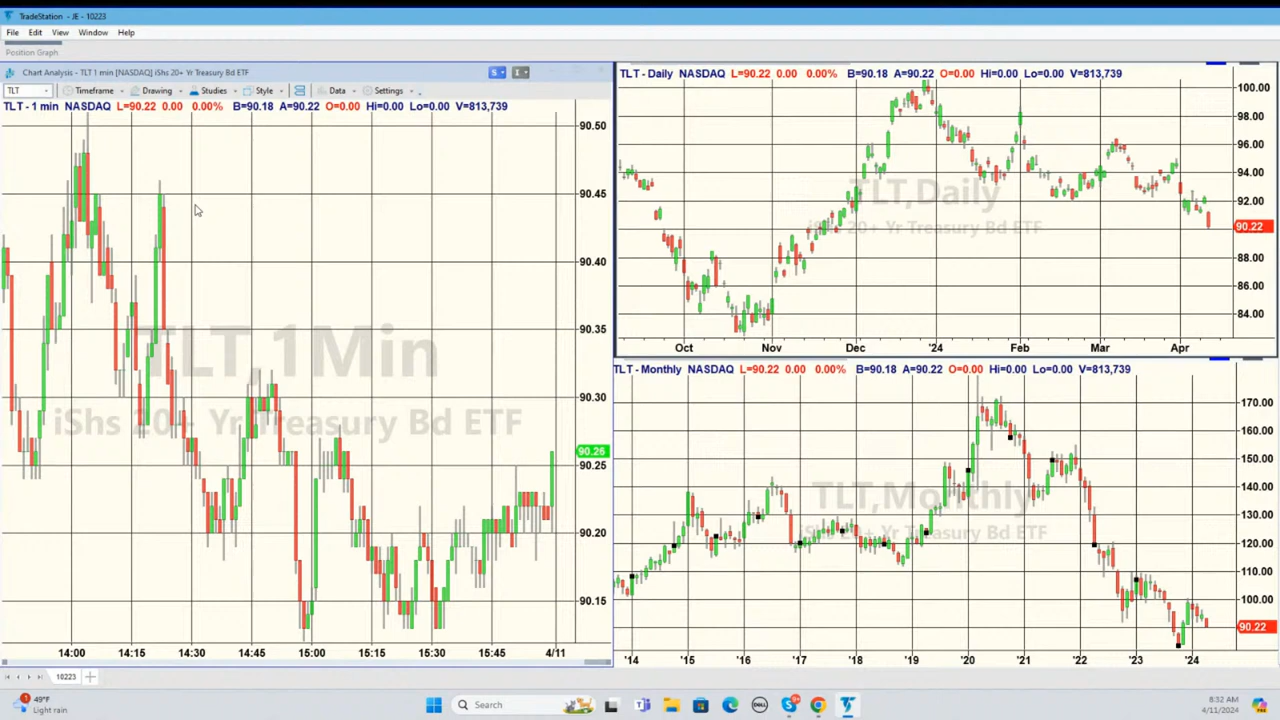 TradeStation - JE - 10223
File Edit View Window Help
Position Graph
Chart Analysis - TLT 1 min [NASDAQ] iShs 20+ Yr Treasury Bd ETF
TLT Timeframe Drawing Studies Style Data Settings
TLT - 1 min NASDAQ L=90.22 0.00 0.00% B=90.18 A=90.22 O=0.00 Hi=0.00 Lo=0.00 V=813,739
90.50
90.45
90.40
90.35
90.30
90.26
90.25
90.20
90.15
TLT,1Min
iShs 20+ Yr Treasury Bd ETF
14:00 14:15 14:30 14:45 15:00 15:15 15:30 15:45 4/11
TLT - Daily NASDAQ L=90.22 0.00 0.00% B=90.18 A=90.22 O=0.00 Hi=0.00 Lo=0.00 V=813,739
100.00
98.00
96.00
94.00
92.00
90.22
88.00
86.00
84.00
TLT,Daily
iShs 20+ Yr Treasury Bd ETF
Oct Nov Dec '24 Feb Mar Apr
TLT - Monthly NASDAQ L=90.22 0.00 0.00% B=90.18 A=90.22 O=0.00 Hi=0.00 Lo=0.00 V=813,739
170.00
160.00
150.00
140.00
130.00
120.00
110.00
100.00
90.22
TLT,Monthly
iShs 20+ Yr Treasury Bd ETF
'14 '15 '16 '17 '18 '19 '20 '21 '22 '23 '24
10223
49°F
Light rain
Search
8:32 AM
4/11/2024